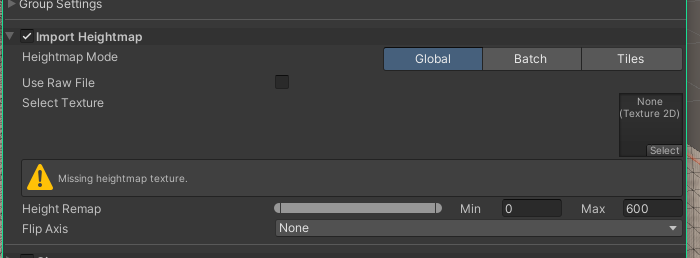 Group Settings
Import Heightmap
Heightmap Mode Global Batch Tiles
Use Raw File
Select Texture None
(Texture 2D)
Select
Missing heightmap texture.
Height Remap Min 0 Max 600
Flip Axis None